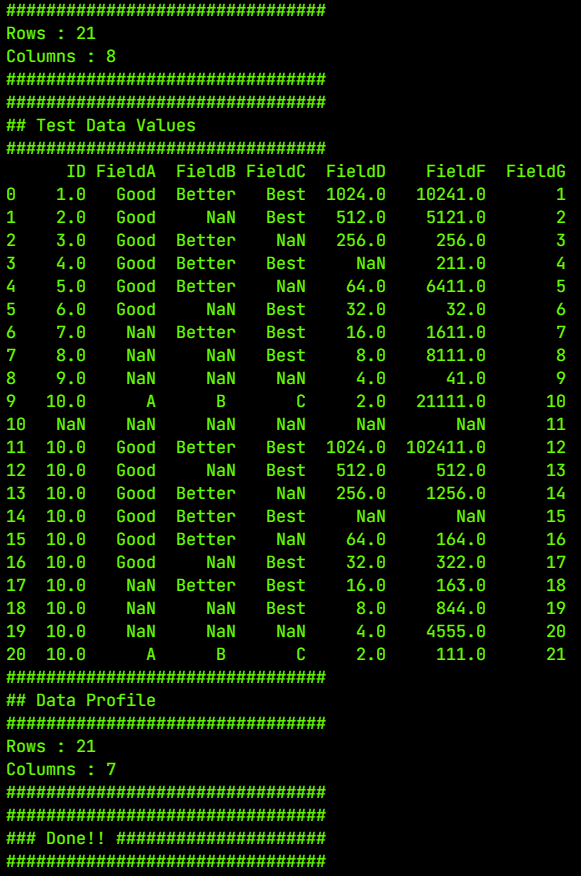 ################################
Rows : 21
Columns : 8
################################
################################
## Test Data Values
################################
      ID FieldA  FieldB FieldC  FieldD    FieldF  FieldG
0    1.0   Good  Better   Best  1024.0   10241.0       1
1    2.0   Good     NaN   Best   512.0    5121.0       2
2    3.0   Good  Better    NaN   256.0     256.0       3
3    4.0   Good  Better   Best     NaN     211.0       4
4    5.0   Good  Better    NaN    64.0    6411.0       5
5    6.0   Good     NaN   Best    32.0      32.0       6
6    7.0    NaN  Better   Best    16.0    1611.0       7
7    8.0    NaN     NaN   Best     8.0    8111.0       8
8    9.0    NaN     NaN    NaN     4.0      41.0       9
9   10.0      A      B       C     2.0   21111.0      10
10   NaN    NaN     NaN    NaN     NaN       NaN      11
11  10.0   Good  Better   Best  1024.0  102411.0      12
12  10.0   Good     NaN   Best   512.0     512.0      13
13  10.0   Good  Better    NaN   256.0    1256.0      14
14  10.0   Good  Better   Best     NaN       NaN      15
15  10.0   Good  Better    NaN    64.0     164.0      16
16  10.0   Good     NaN   Best    32.0     322.0      17
17  10.0    NaN  Better   Best    16.0     163.0      18
18  10.0    NaN     NaN   Best     8.0     844.0      19
19  10.0    NaN     NaN    NaN     4.0    4555.0      20
20  10.0      A      B       C     2.0     111.0      21
################################
## Data Profile
################################
Rows : 21
Columns : 7
################################
################################
### Done!! #####################
################################